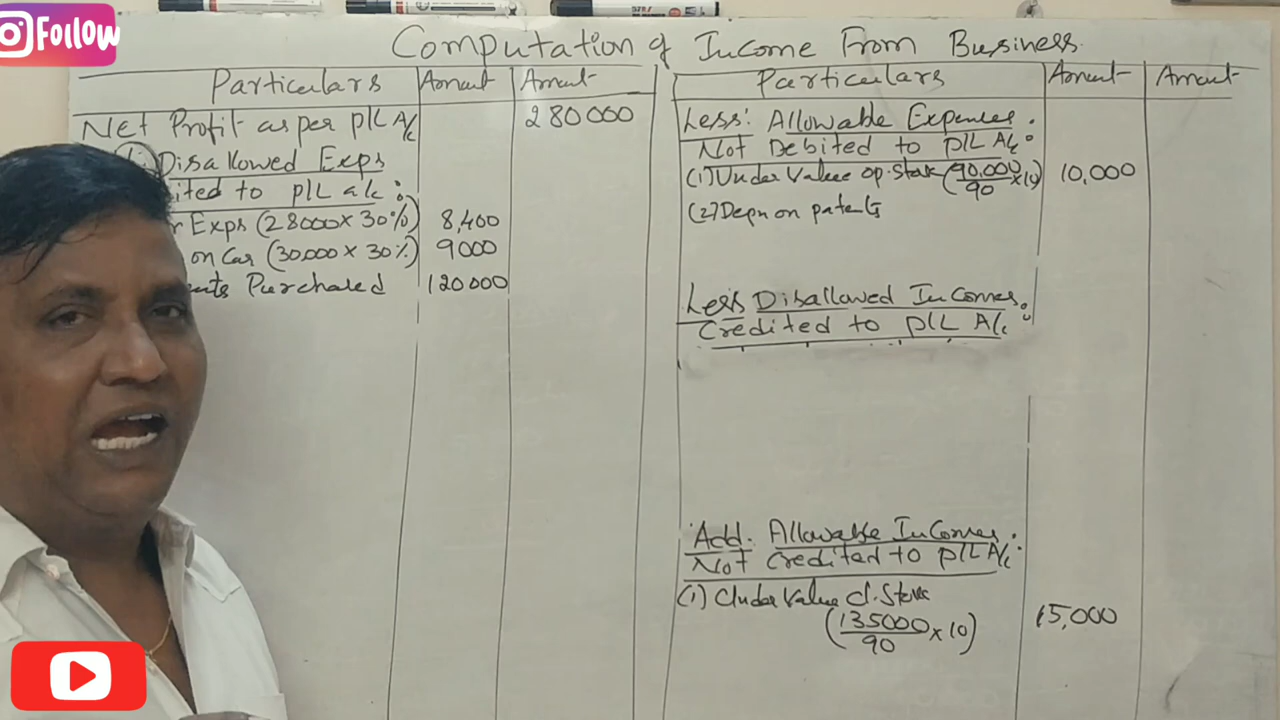 Follow
Computation of Income From Business
Particulars Amount Amount
Net Profit as per P/L A/c 280000
Disallowed Exps
ited to P/L a/c:
r Exps (28000 x 30%) 8,400
on Car (30,000 x 30%) 9000
ents Purchased 120000
Particulars Amount Amount
Less: Allowable Expenses.
Not Debited to P/L A/c:
(1) Under Value op. Stock (90,000/90 x 10) 10,000
(2) Depn on patents
Less Disallowed Incomes.
Credited to P/L A/c:
Add. Allowable Incomes.
Not Credited to P/L A/c:
(1) Under Value cl. Stock
(135000/90 x 10) 15,000